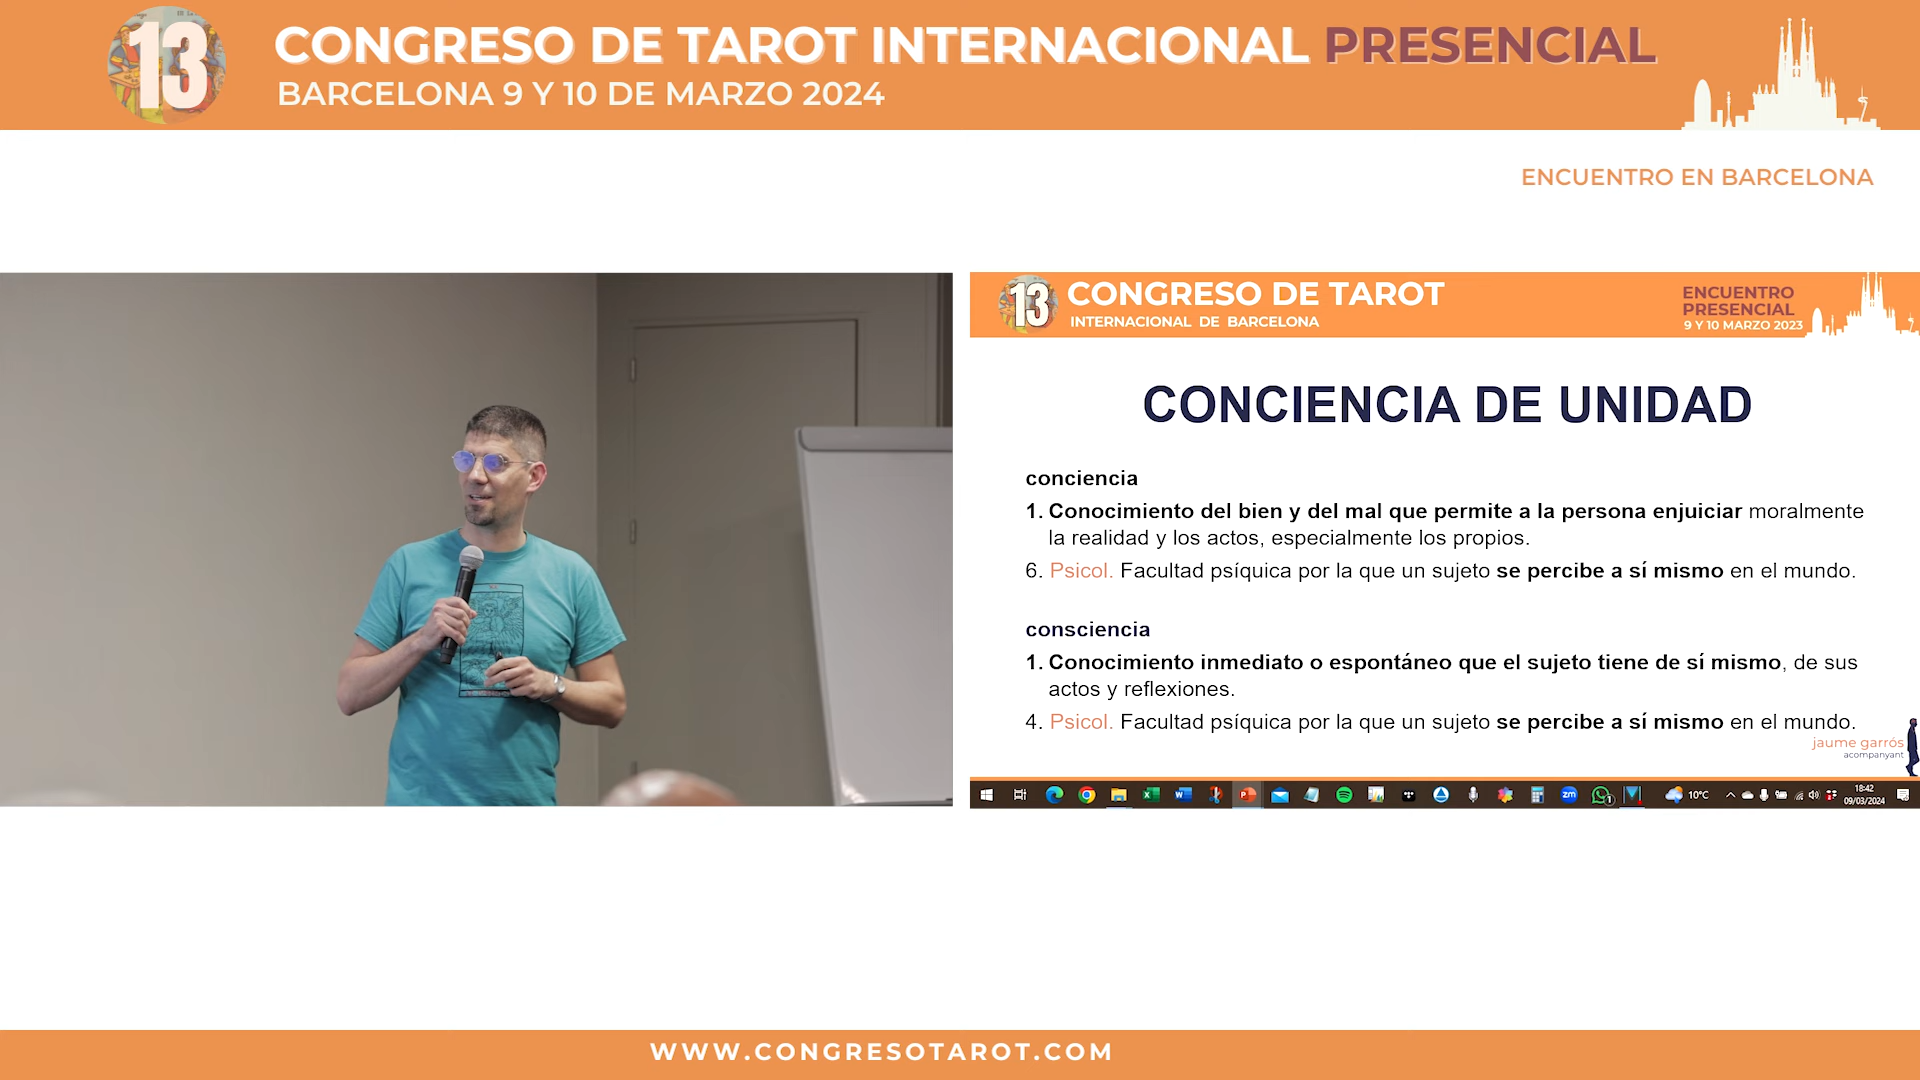 13
CONGRESO DE TAROT INTERNACIONAL PRESENCIAL
BARCELONA 9 Y 10 DE MARZO 2024
ENCUENTRO EN BARCELONA
13
CONGRESO DE TAROT
INTERNACIONAL DE BARCELONA
ENCUENTRO
PRESENCIAL
9 Y 10 MARZO 2023
CONCIENCIA DE UNIDAD
conciencia
1. Conocimiento del bien y del mal que permite a la persona enjuiciar moralmente
la realidad y los actos, especialmente los propios.
6. Psicol. Facultad psíquica por la que un sujeto se percibe a sí mismo en el mundo.
consciencia
1. Conocimiento inmediato o espontáneo que el sujeto tiene de sí mismo, de sus
actos y reflexiones.
4. Psicol. Facultad psíquica por la que un sujeto se percibe a sí mismo en el mundo.
jaume garrós
acompanyant
zm
10°C
18:42
09/03/2024
WWW.CONGRESOTAROT.COM